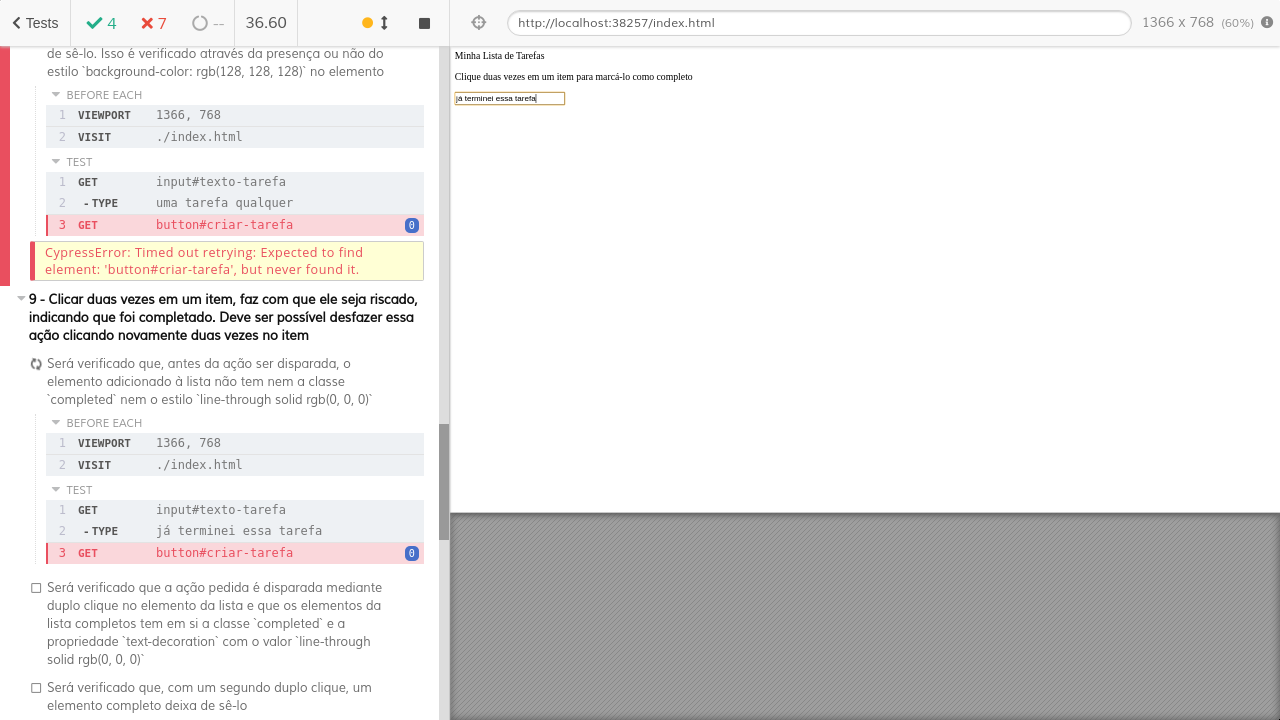 Tests
4
7
--
36.60
http://localhost:38257/index.html
1366 x 768 (60%)
de sê-lo. Isso é verificado através da presença ou não do
estilo `background-color: rgb(128, 128, 128)` no elemento
BEFORE EACH
1 VIEWPORT 1366, 768
2 VISIT ./index.html
TEST
1 GET input#texto-tarefa
2 -TYPE uma tarefa qualquer
3 GET button#criar-tarefa 0
CypressError: Timed out retrying: Expected to find
element: 'button#criar-tarefa', but never found it.
9 - Clicar duas vezes em um item, faz com que ele seja riscado,
indicando que foi completado. Deve ser possível desfazer essa
ação clicando novamente duas vezes no item
Será verificado que, antes da ação ser disparada, o
elemento adicionado à lista não tem nem a classe
`completed` nem o estilo `line-through solid rgb(0, 0, 0)`
BEFORE EACH
1 VIEWPORT 1366, 768
2 VISIT ./index.html
TEST
1 GET input#texto-tarefa
2 -TYPE já terminei essa tarefa
3 GET button#criar-tarefa 0
Será verificado que a ação pedida é disparada mediante
duplo clique no elemento da lista e que os elementos da
lista completos tem em si a classe `completed` e a
propriedade `text-decoration` com o valor `line-through
solid rgb(0, 0, 0)`
Será verificado que, com um segundo duplo clique, um
elemento completo deixa de sê-lo
Minha Lista de Tarefas
Clique duas vezes em um item para marcá-lo como completo
já terminei essa tarefa